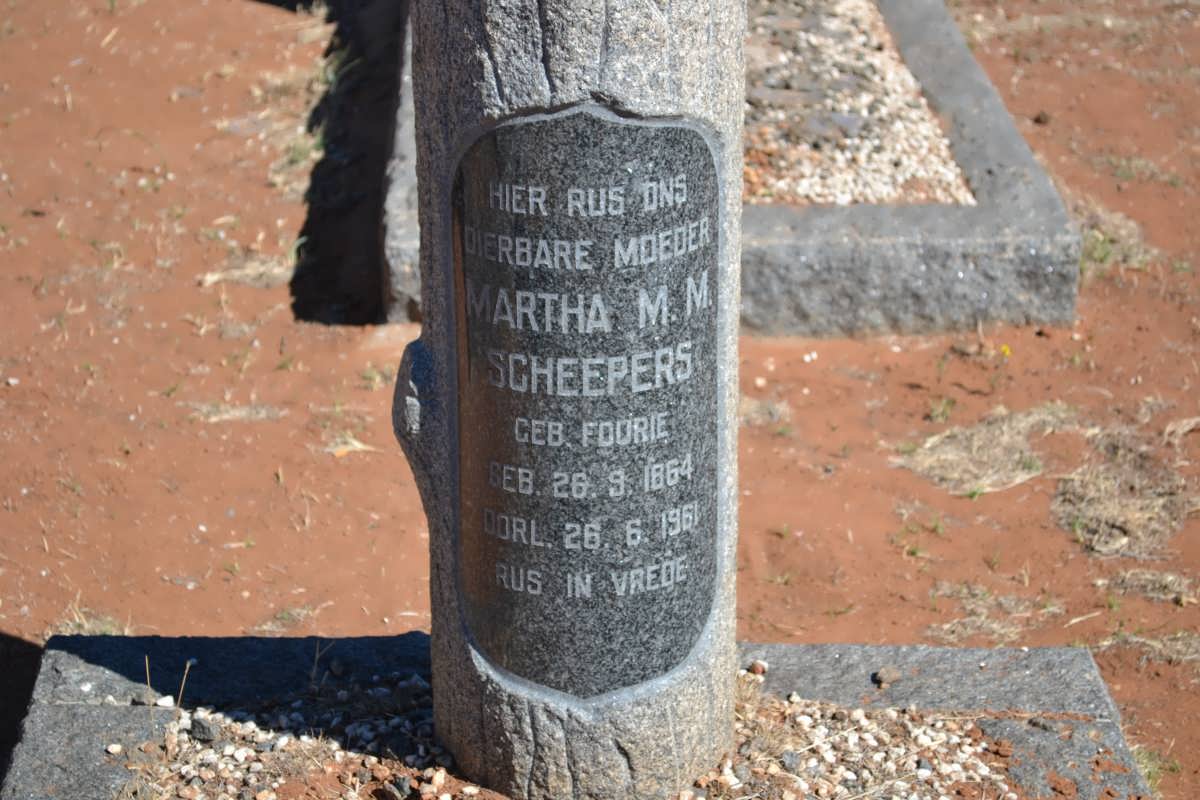 HIER RUS ONS
DIERBARE MOEDER
MARTHA M. M.
SCHEEPERS
GEB. FOURIE
GEB. 28. 9. 1864
OORL. 26. 6. 1961
RUS IN VREDE